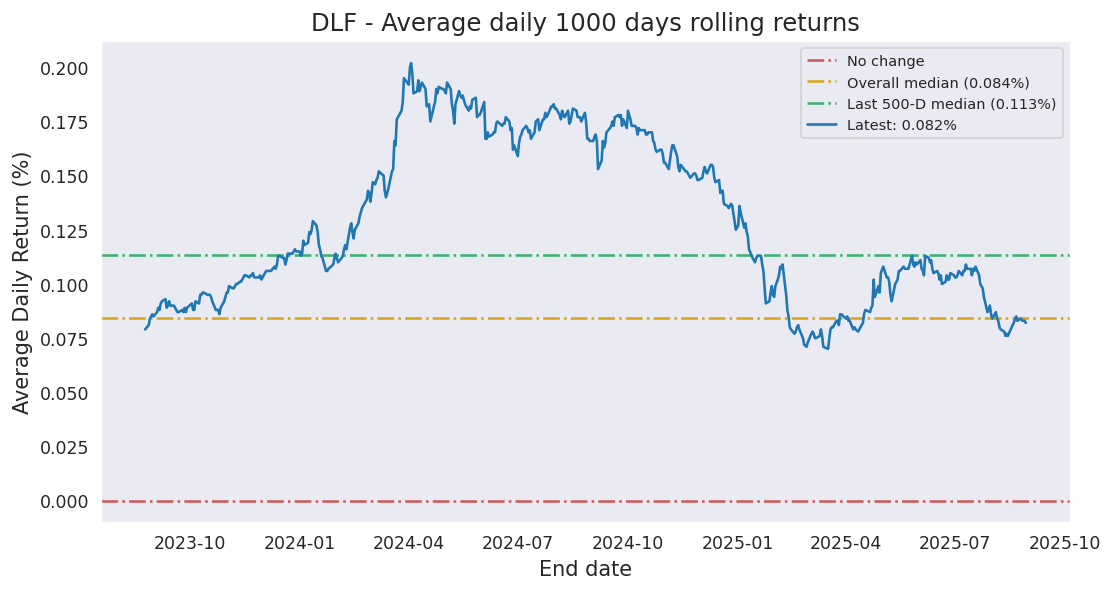 DLF - Average daily 1000 days rolling returns
No change
Overall median (0.084%)
Last 500-D median (0.113%)
Latest: 0.082%
Average Daily Return (%)
0.200
0.175
0.150
0.125
0.100
0.075
0.050
0.025
0.000
2023-10 2024-01 2024-04 2024-07 2024-10 2025-01 2025-04 2025-07 2025-10
End date